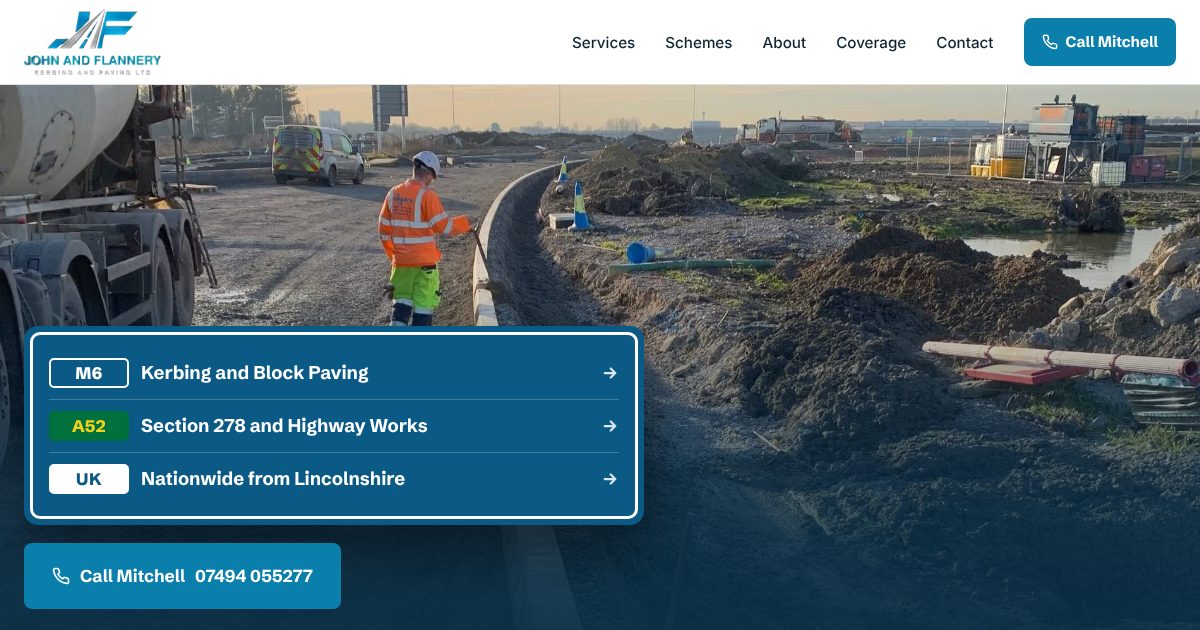 JF
JOHN AND FLANNERY
KERBING AND PAVING LTD
Services
Schemes
About
Coverage
Contact
Call Mitchell
M6 Kerbing and Block Paving
A52 Section 278 and Highway Works
UK Nationwide from Lincolnshire
Call Mitchell 07494 055277